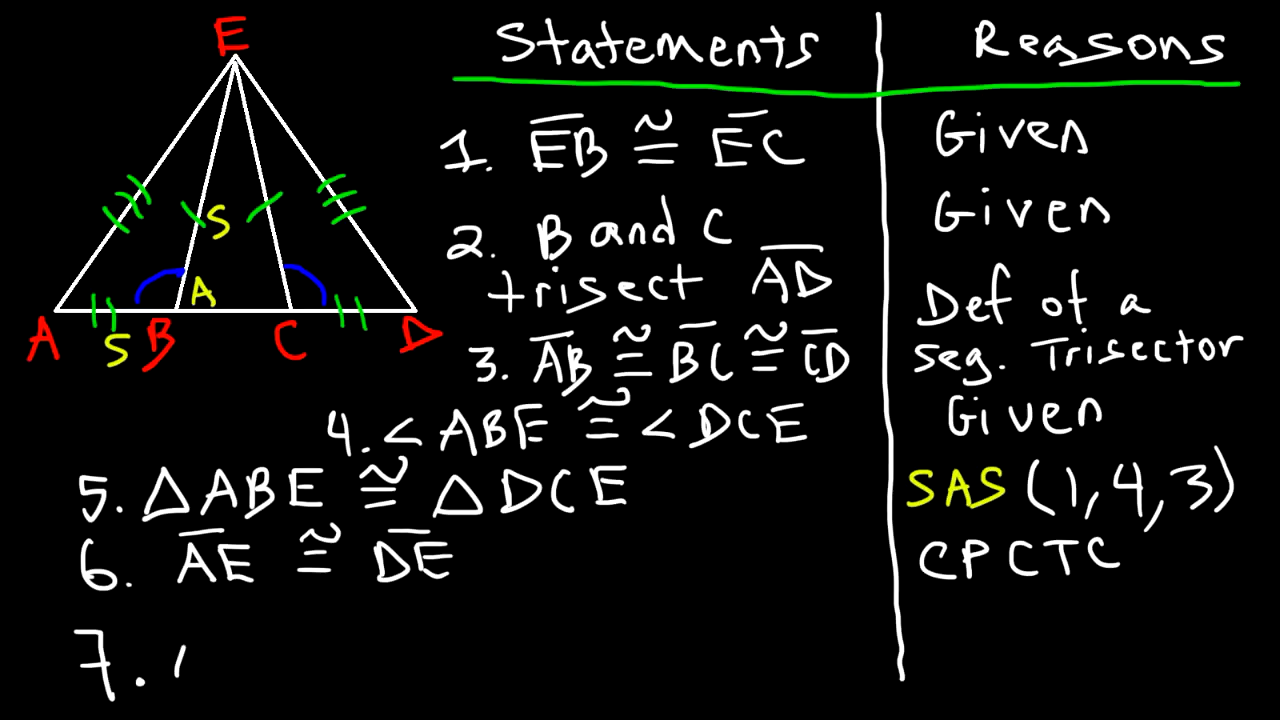 E
S
A
A
S
B
C
D
Statements
Reasons
1. EB ≅ EC
Given
2. B and C
trisect AD
Given
3. AB ≅ BC ≅ CD
Def of a
seg. Trisector
4. < ABE ≅ < DCE
Given
5. △ ABE ≅ △ DCE
SAS (1, 4, 3)
6. AE ≅ DE
CPCTC
7.